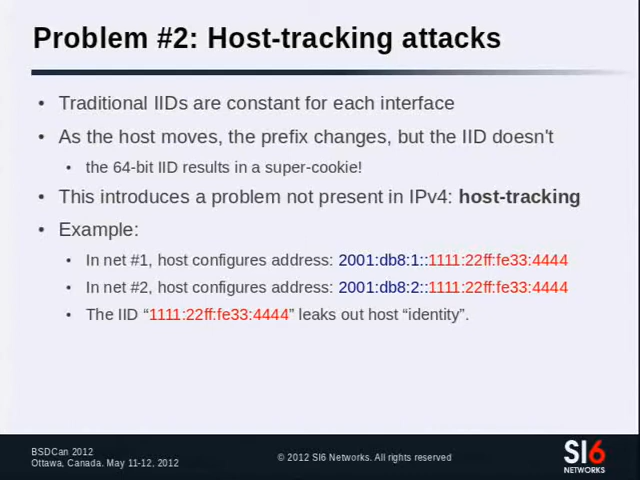 Problem #2: Host-tracking attacks
• Traditional IIDs are constant for each interface
• As the host moves, the prefix changes, but the IID doesn't
• the 64-bit IID results in a super-cookie!
• This introduces a problem not present in IPv4: host-tracking
• Example:
• In net #1, host configures address: 2001:db8:1::1111:22ff:fe33:4444
• In net #2, host configures address: 2001:db8:2::1111:22ff:fe33:4444
• The IID “1111:22ff:fe33:4444” leaks out host “identity”.
BSDCan 2012
Ottawa, Canada. May 11-12, 2012
© 2012 SI6 Networks. All rights reserved
SI6
NETWORKS